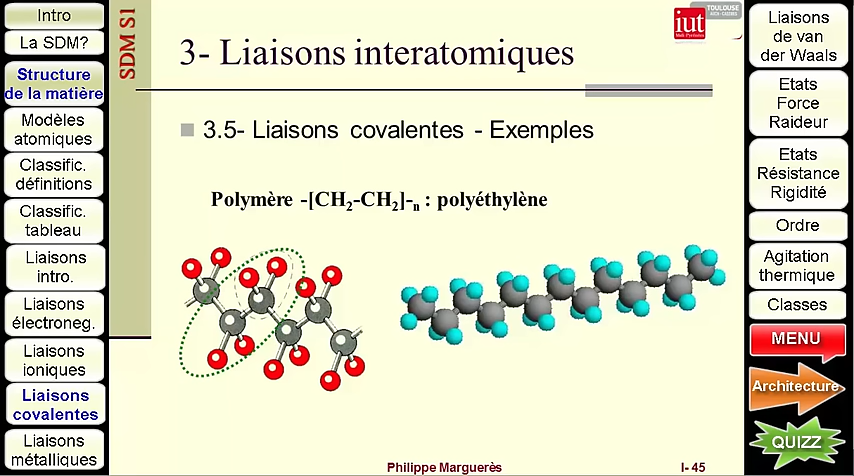 Intro
La SDM?
Structure
de la matière
Modèles
atomiques
Classific.
définitions
Classific.
tableau
Liaisons
intro.
Liaisons
électroneg.
Liaisons
ioniques
Liaisons
covalentes
Liaisons
métalliques
SDM S1
iut
TOULOUSE
3- Liaisons interatomiques
3.5- Liaisons covalentes - Exemples
Polymère -[CH2-CH2]-n : polyéthylène
Philippe Marguerès
I- 45
Liaisons
de van
der Waals
Etats
Force
Raideur
Etats
Résistance
Rigidité
Ordre
Agitation
thermique
Classes
MENU
Architecture
QUIZZ